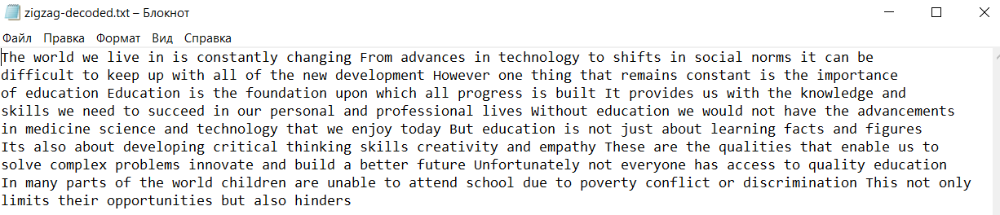 zigzag-decoded.txt – Блокнот
Файл Правка Формат Вид Справка
The world we live in is constantly changing From advances in technology to shifts in social norms it can be
difficult to keep up with all of the new development However one thing that remains constant is the importance
of education Education is the foundation upon which all progress is built It provides us with the knowledge and
skills we need to succeed in our personal and professional lives Without education we would not have the advancements
in medicine science and technology that we enjoy today But education is not just about learning facts and figures
Its also about developing critical thinking skills creativity and empathy These are the qualities that enable us to
solve complex problems innovate and build a better future Unfortunately not everyone has access to quality education
In many parts of the world children are unable to attend school due to poverty conflict or discrimination This not only
limits their opportunities but also hinders